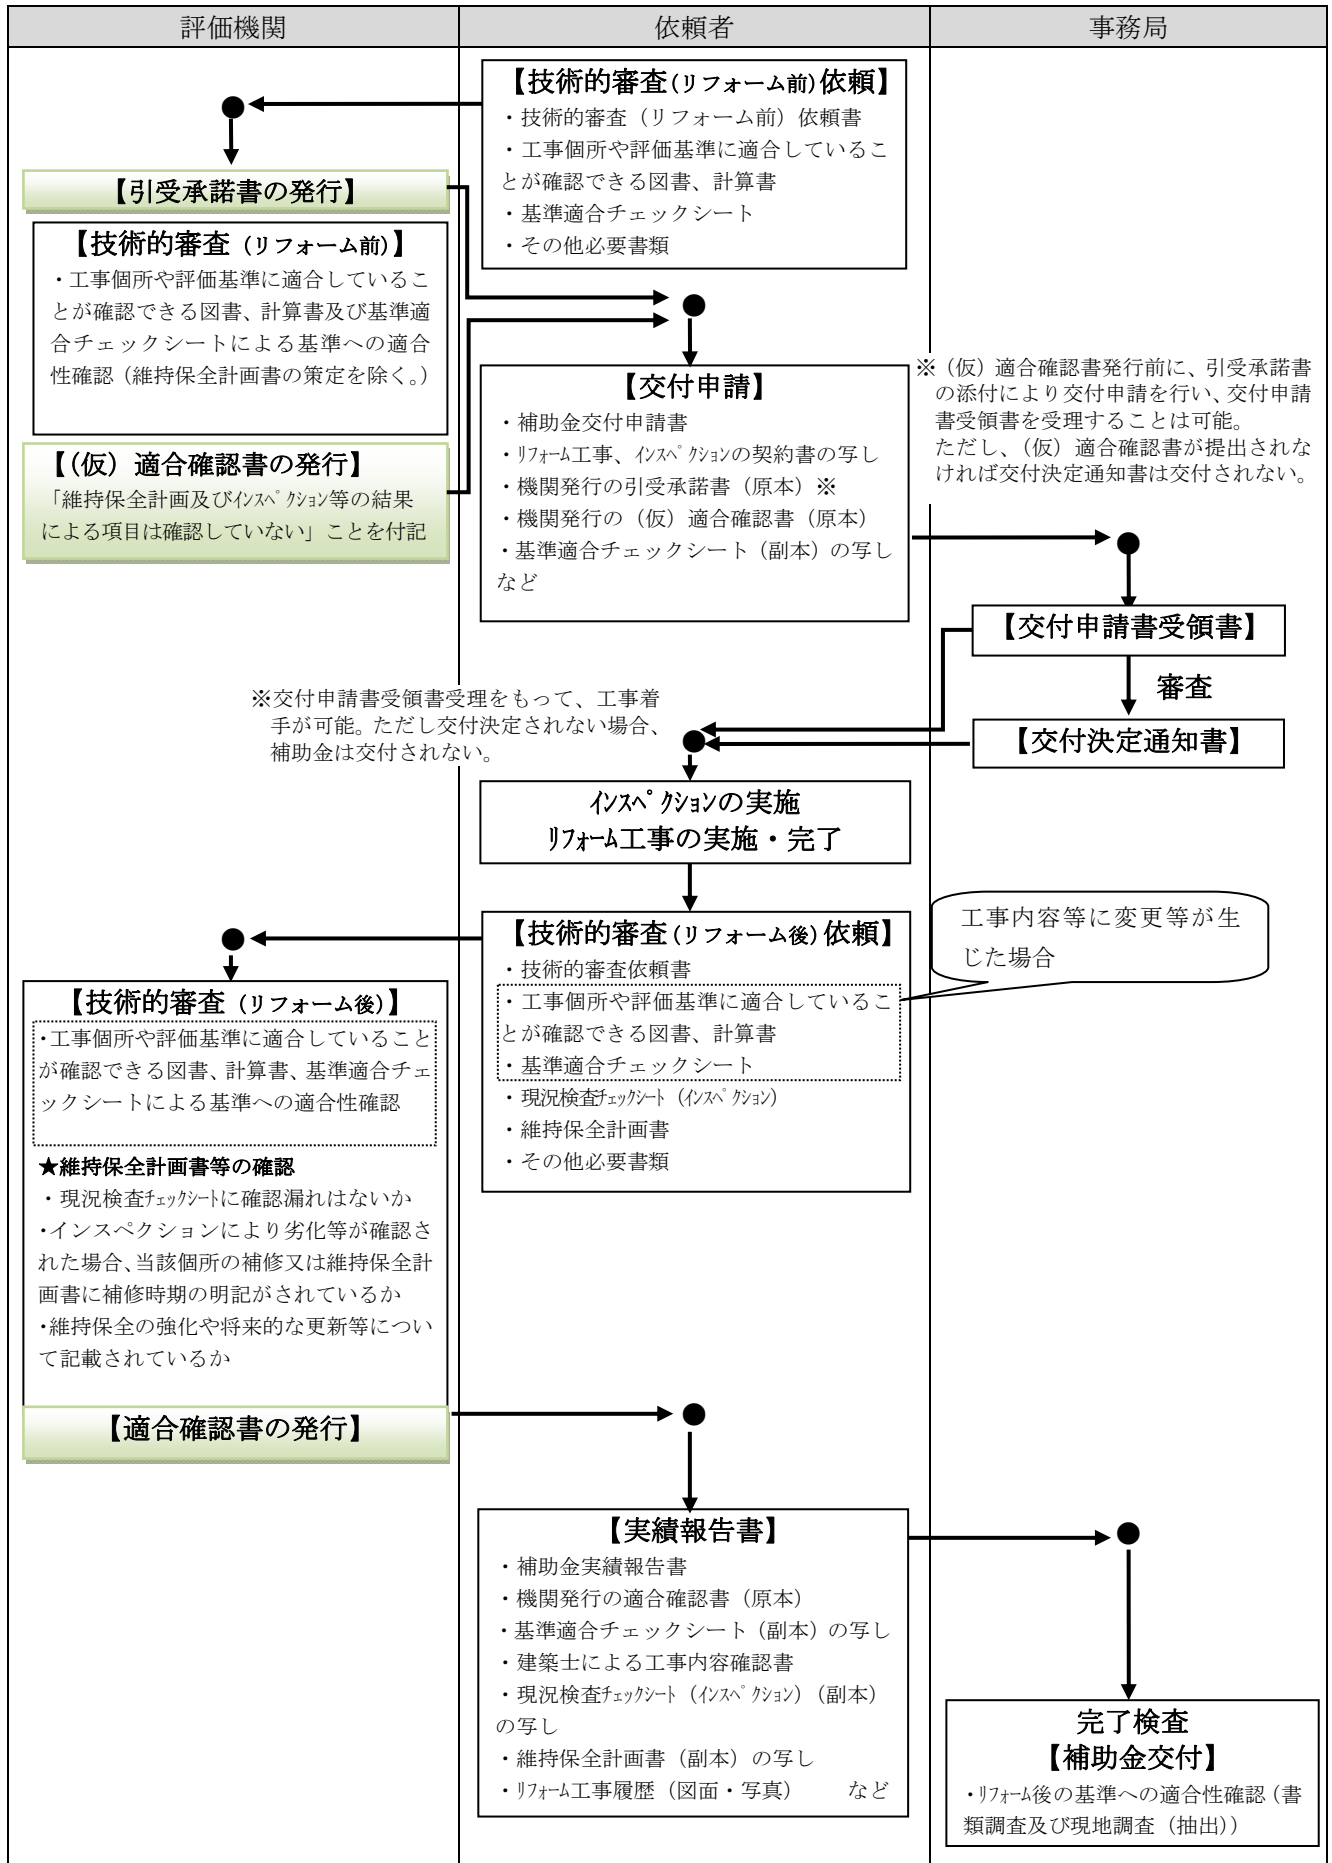 評価機関
依頼者
事務局
【技術的審査(リフォーム前)依頼】
・技術的審査（リフォーム前）依頼書
・工事個所や評価基準に適合しているこ
とが確認できる図書、計算書
・基準適合チェックシート
・その他必要書類
【引受承諾書の発行】
【技術的審査（リフォーム前）】
・工事個所や評価基準に適合しているこ
とが確認できる図書、計算書及び基準適
合チェックシートによる基準への適合
性確認（維持保全計画書の策定を除く。）
【（仮）適合確認書の発行】
「維持保全計画及びｲﾝｽﾍﾟｸｼｮﾝ等の結果
による項目は確認していない」ことを付記
【交付申請】
・補助金交付申請書
・ﾘﾌｫｰﾑ工事、ｲﾝｽﾍﾟｸｼｮﾝの契約書の写し
・機関発行の引受承諾書（原本）※
・機関発行の（仮）適合確認書（原本）
・基準適合チェックシート（副本）の写し
など
※（仮）適合確認書発行前に、引受承諾書
の添付により交付申請を行い、交付申請
書受領書を受理することは可能。
ただし、（仮）適合確認書が提出されな
ければ交付決定通知書は交付されない。
【交付申請書受領書】
審査
【交付決定通知書】
※交付申請書受領書受理をもって、工事着
手が可能。ただし交付決定されない場合、
補助金は交付されない。
ｲﾝｽﾍﾟｸｼｮﾝの実施
ﾘﾌｫｰﾑ工事の実施・完了
【技術的審査(リフォーム後)依頼】
・技術的審査依頼書
・工事個所や評価基準に適合しているこ
とが確認できる図書、計算書
・基準適合チェックシート
・現況検査ﾁｪｯｸｼｰﾄ（ｲﾝｽﾍﾟｸｼｮﾝ）
・維持保全計画書
・その他必要書類
工事内容等に変更等が生
じた場合
【技術的審査（リフォーム後）】
・工事個所や評価基準に適合していること
が確認できる図書、計算書、基準適合チェ
ックシートによる基準への適合性確認
★維持保全計画書等の確認
・現況検査ﾁｪｯｸｼｰﾄに確認漏れはないか
・インスペクションにより劣化等が確認さ
れた場合、当該個所の補修又は維持保全計
画書に補修時期の明記がされているか
・維持保全の強化や将来的な更新等につい
て記載されているか
【適合確認書の発行】
【実績報告書】
・補助金実績報告書
・機関発行の適合確認書（原本）
・基準適合チェックシート（副本）の写し
・建築士による工事内容確認書
・現況検査ﾁｪｯｸｼｰﾄ（ｲﾝｽﾍﾟｸｼｮﾝ）（副本）
の写し
・維持保全計画書（副本）の写し
・ﾘﾌｫｰﾑ工事履歴（図面・写真）　　など
完了検査
【補助金交付】
・ﾘﾌｫｰﾑ後の基準への適合性確認（書
類調査及び現地調査（抽出））